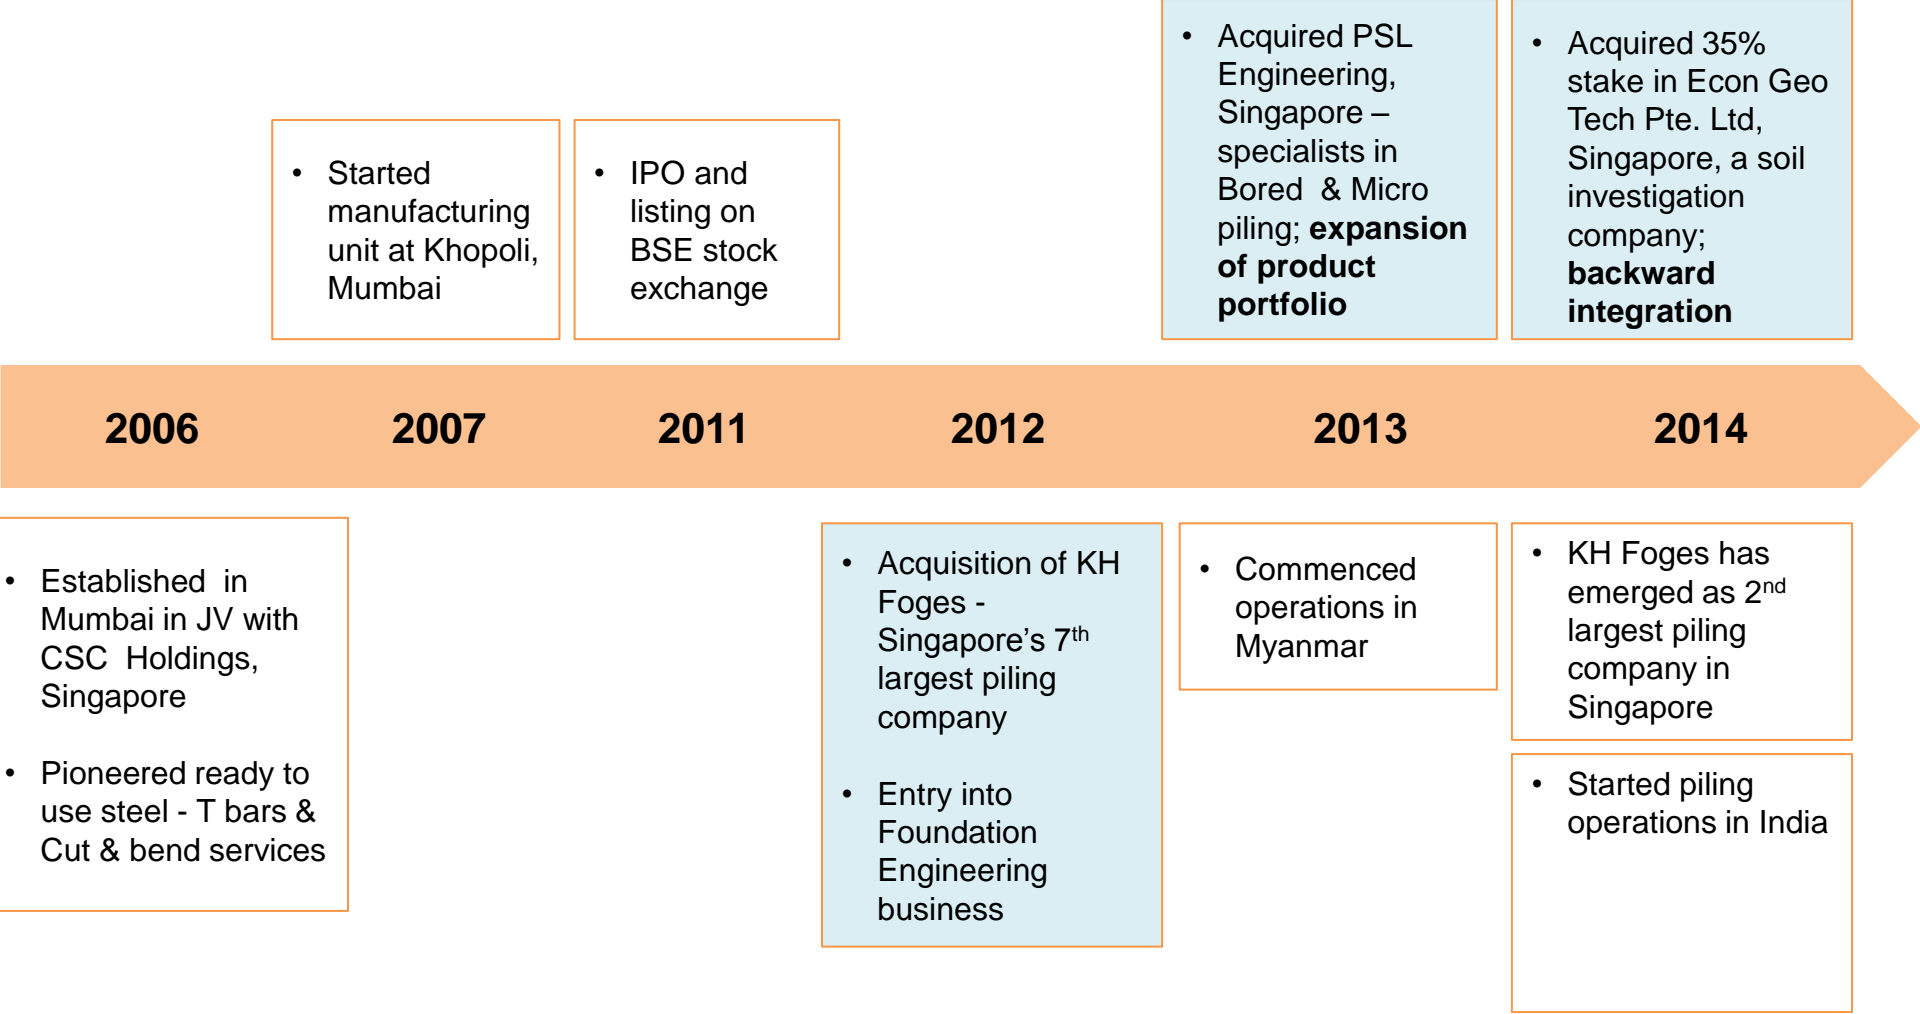 • Acquired PSL
Engineering,
Singapore –
specialists in
Bored & Micro
piling; expansion
of product
portfolio
• Acquired 35%
stake in Econ Geo
Tech Pte. Ltd,
Singapore, a soil
investigation
company;
backward
integration
• Started
manufacturing
unit at Khopoli,
Mumbai
• IPO and
listing on
BSE stock
exchange
2006 2007 2011 2012 2013 2014
• Established in
Mumbai in JV with
CSC Holdings,
Singapore
• Pioneered ready to
use steel - T bars &
Cut & bend services
• Acquisition of KH
Foges -
Singapore’s 7th
largest piling
company
• Entry into
Foundation
Engineering
business
• Commenced
operations in
Myanmar
• KH Foges has
emerged as 2nd
largest piling
company in
Singapore
• Started piling
operations in India